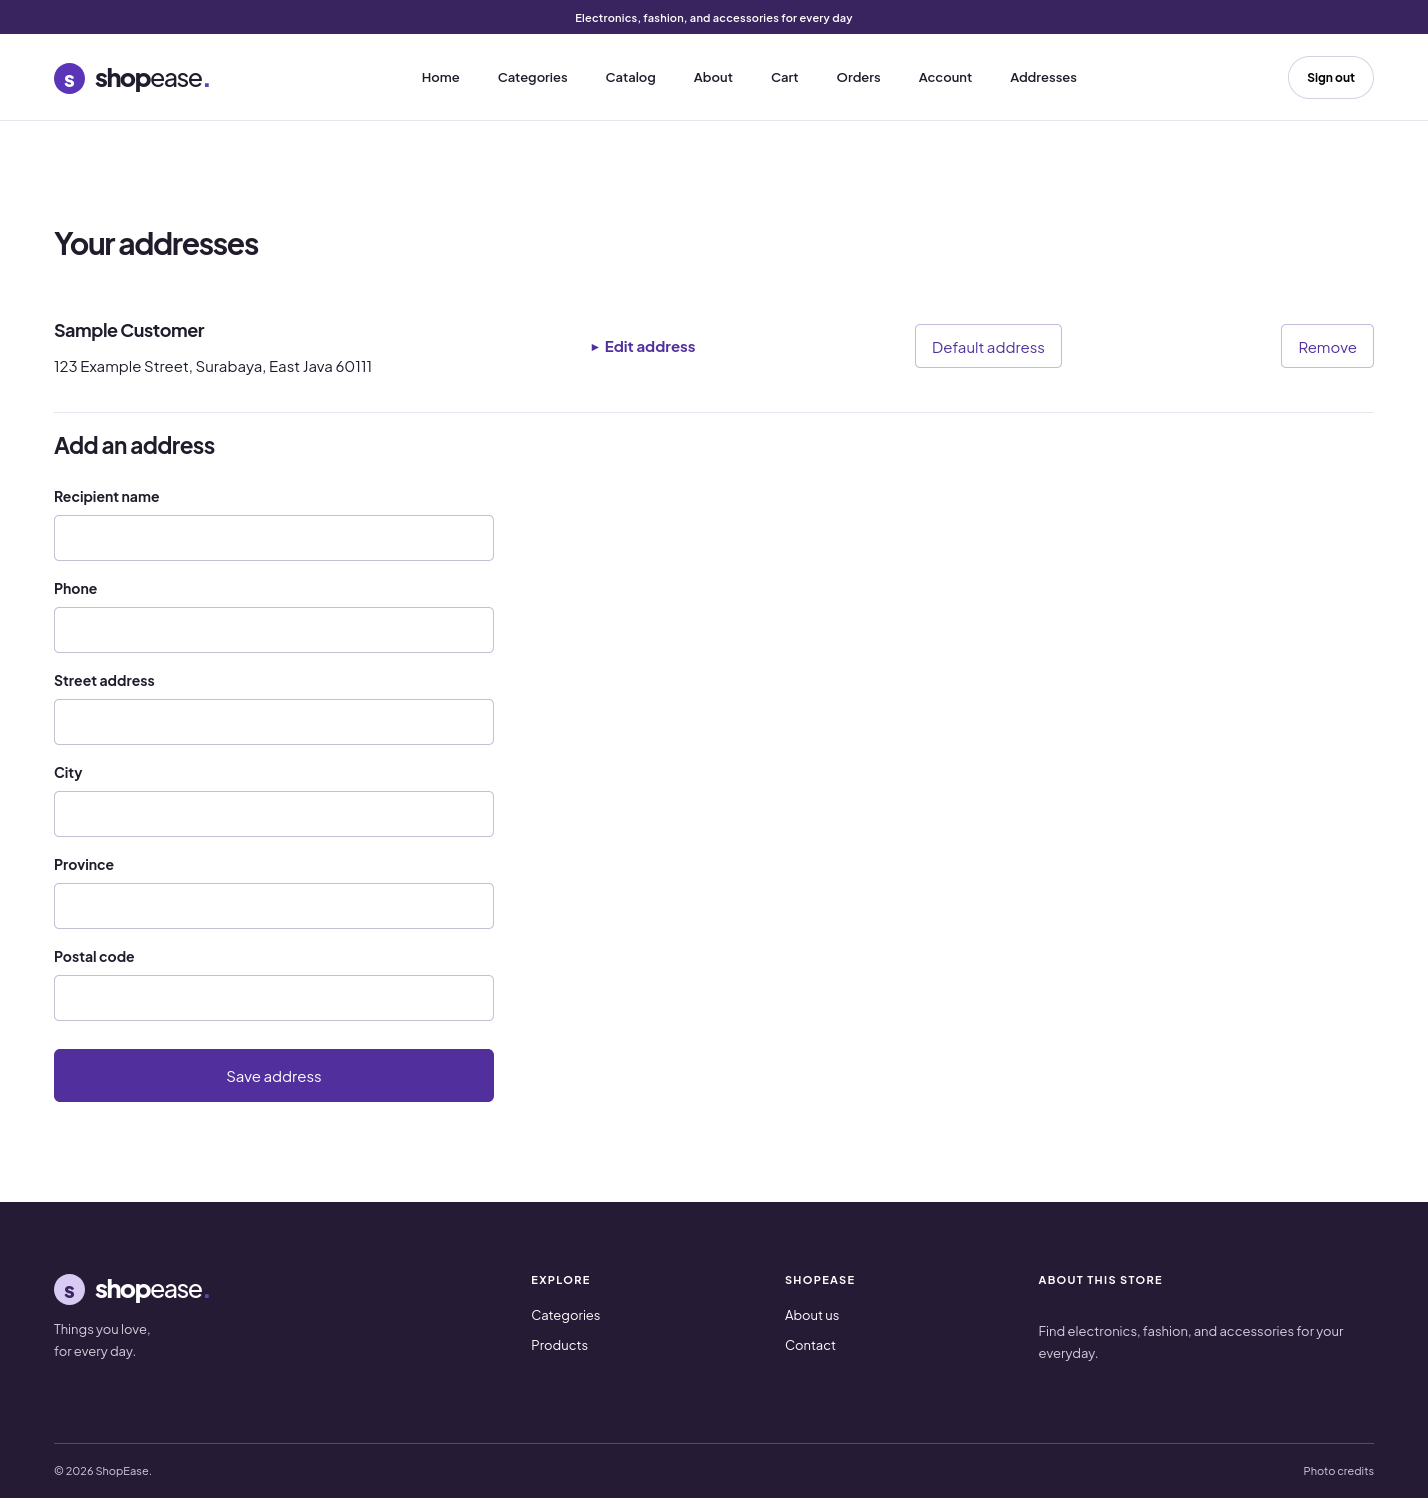 Electronics, fashion, and accessories for every day
s shopease.
Home Categories Catalog About Cart Orders Account Addresses
Sign out
Your addresses
Sample Customer
123 Example Street, Surabaya, East Java 60111
▸ Edit address
Default address
Remove
Add an address
Recipient name
Phone
Street address
City
Province
Postal code
Save address
s shopease.
Things you love,
for every day.
EXPLORE
Categories
Products
SHOPEASE
About us
Contact
ABOUT THIS STORE
Find electronics, fashion, and accessories for your
everyday.
© 2026 ShopEase.
Photo credits